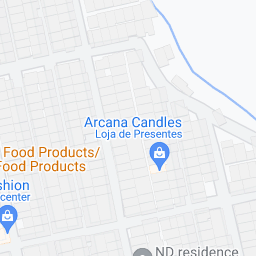 Arcana Candles
Loja de Presentes
Food Products/
Food Products
shion
center
ND residence